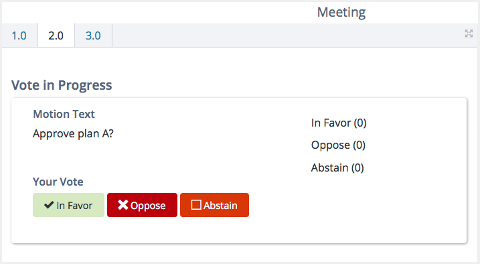 Meeting
1.0 2.0 3.0
Vote in Progress
Motion Text
Approve plan A?
In Favor (0)
Oppose (0)
Abstain (0)
Your Vote
In Favor Oppose Abstain